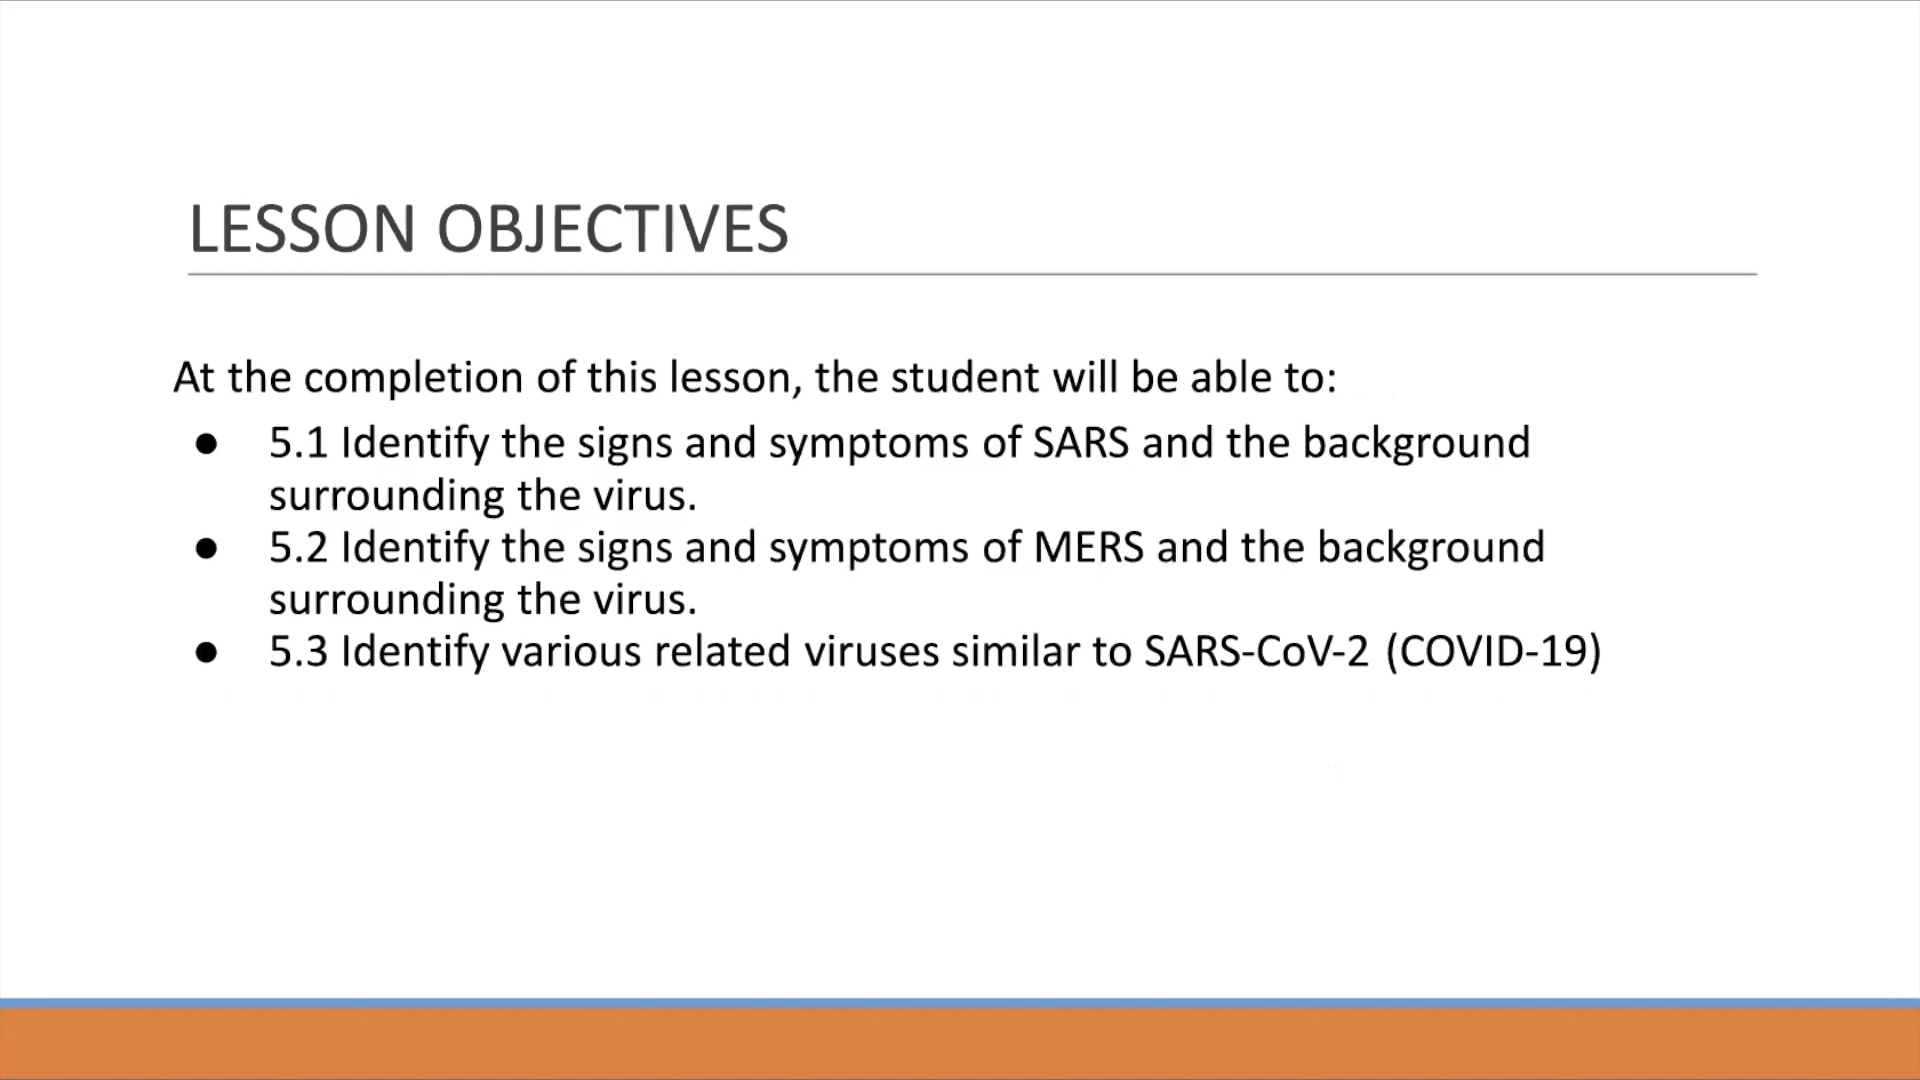 LESSON OBJECTIVES
At the completion of this lesson, the student will be able to:
● 5.1 Identify the signs and symptoms of SARS and the background
surrounding the virus.
● 5.2 Identify the signs and symptoms of MERS and the background
surrounding the virus.
● 5.3 Identify various related viruses similar to SARS-CoV-2 (COVID-19)